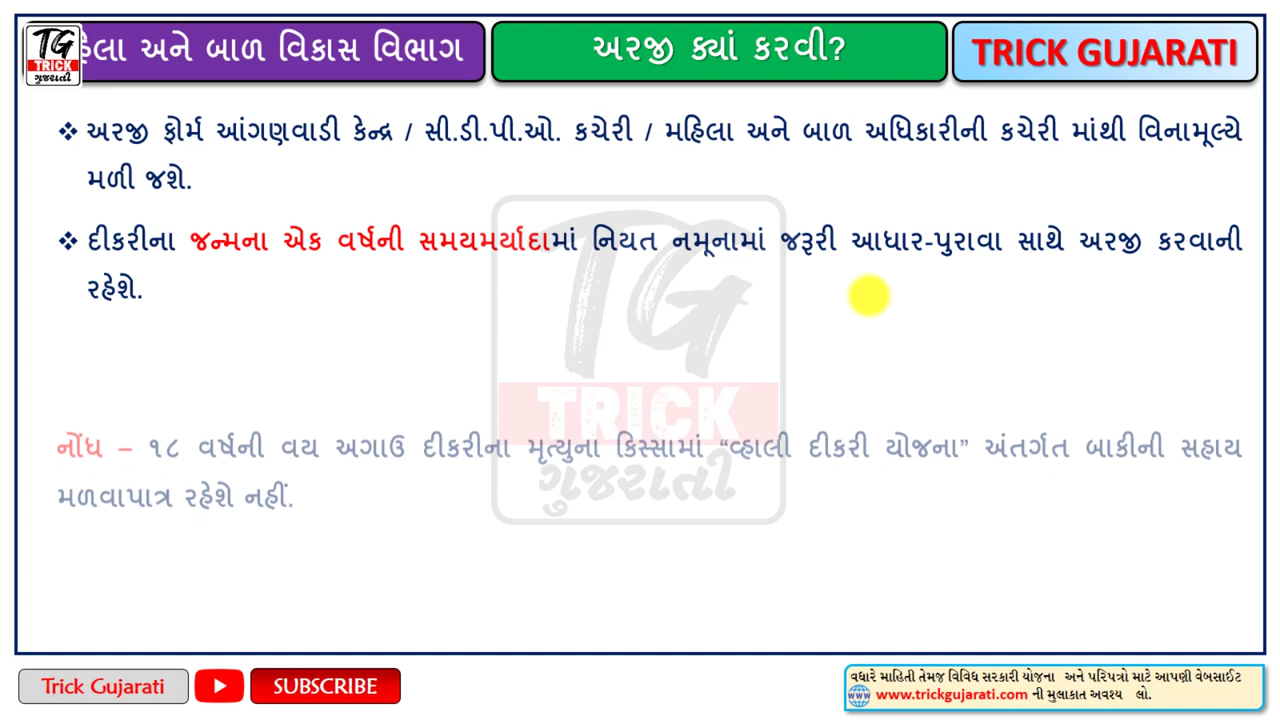 TG
TRICK
ગુજરાતી
હિલા અને બાળ વિકાસ વિભાગ
અરજી ક્યાં કરવી?
TRICK GUJARATI
❖ અરજી ફોર્મ આંગણવાડી કેન્દ્ર / સી.ડી.પી.ઓ. કચેરી / મહિલા અને બાળ અધિકારીની કચેરી માંથી વિનામૂલ્યે
મળી જશે.
❖ દીકરીના જન્મના એક વર્ષની સમયમર્યાદામાં નિયત નમૂનામાં જરૂરી આધાર-પુરાવા સાથે અરજી કરવાની
રહેશે.
TG
TRICK
ગુજરાતી
નોંધ – ૧૮ વર્ષની વય અગાઉ દીકરીના મૃત્યુના કિસ્સામાં “વ્હાલી દીકરી યોજના” અંતર્ગત બાકીની સહાય
મળવાપાત્ર રહેશે નહીં.
Trick Gujarati
SUBSCRIBE
વધારે માહિતી તેમજ વિવિધ સરકારી યોજના અને પરિપત્રો માટે આપણી વેબસાઈટ
www.trickgujarati.com ની મુલાકાત અવશ્ય લો.